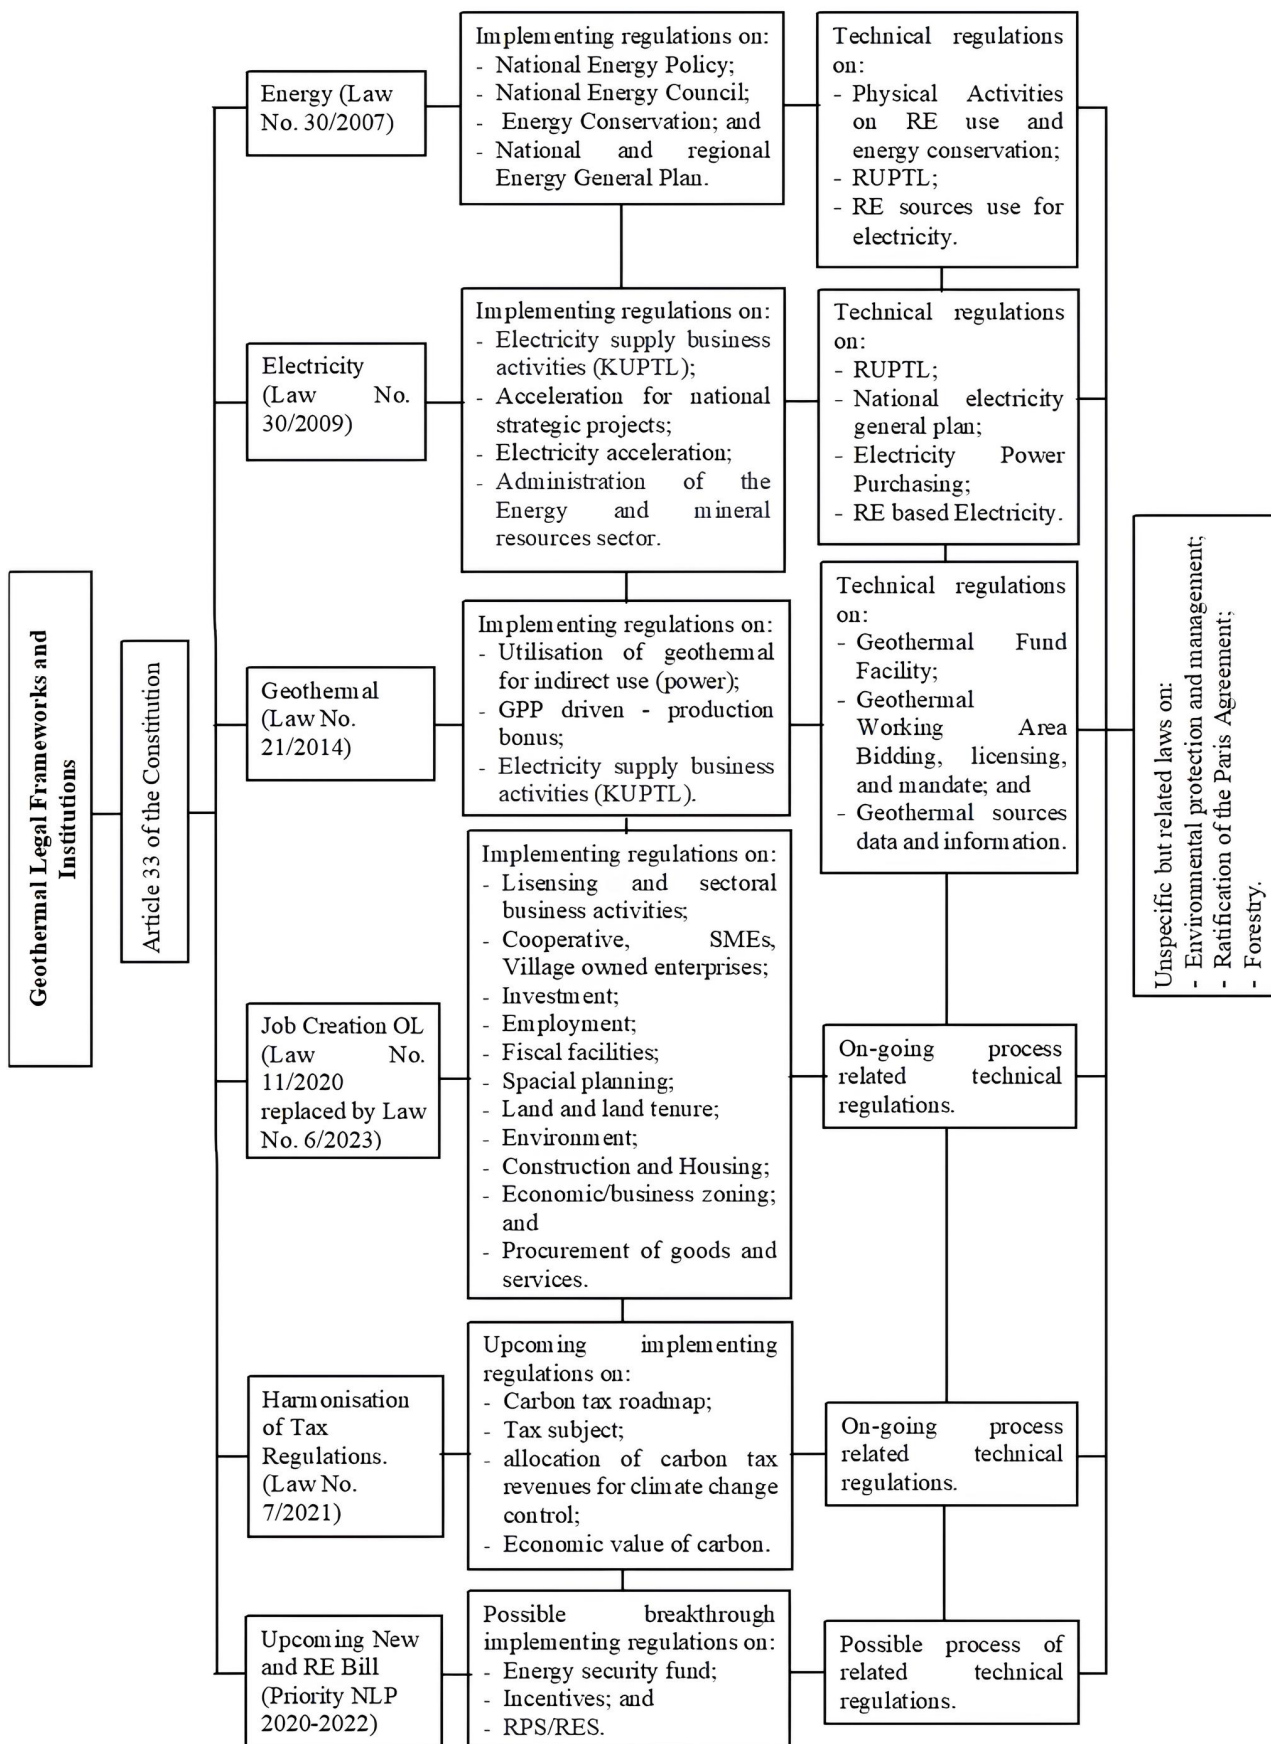 Geothermal Legal Frameworks and
Institutions
Article 33 of the Constitution
Energy (Law
No. 30/2007)
Implementing regulations on:
- National Energy Policy;
- National Energy Council;
- Energy Conservation; and
- National and regional
Energy General Plan.
Technical regulations
on:
- Physical Activities
on RE use and
energy conservation;
- RUPTL;
- RE sources use for
electricity.
Electricity
(Law No.
30/2009)
Implementing regulations on:
- Electricity supply business
activities (KUPTL);
- Acceleration for national
strategic projects;
- Electricity acceleration;
- Administration of the
Energy and mineral
resources sector.
Technical regulations
on:
- RUPTL;
- National electricity
general plan;
- Electricity Power
Purchasing;
- RE based Electricity.
Geothermal
(Law No.
21/2014)
Implementing regulations on:
- Utilisation of geothermal
for indirect use (power);
- GPP driven - production
bonus;
- Electricity supply business
activities (KUPTL).
Technical regulations
on:
- Geothermal Fund
Facility;
- Geothermal
Working Area
Bidding, licensing,
and mandate; and
- Geothermal sources
data and information.
Job Creation OL
(Law No.
11/2020
replaced by Law
No. 6/2023)
Implementing regulations on:
- Lisensing and sectoral
business activities;
- Cooperative, SMEs,
Village owned enterprises;
- Investment;
- Employment;
- Fiscal facilities;
- Spacial planning;
- Land and land tenure;
- Environment;
- Construction and Housing;
- Economic/business zoning;
and
- Procurement of goods and
services.
On-going process
related technical
regulations.
Harmonisation
of Tax
Regulations.
(Law No.
7/2021)
Upcoming implementing
regulations on:
- Carbon tax roadmap;
- Tax subject;
- allocation of carbon tax
revenues for climate change
control;
- Economic value of carbon.
On-going process
related technical
regulations.
Upcoming New
and RE Bill
(Priority NLP
2020-2022)
Possible breakthrough
implementing regulations on:
- Energy security fund;
- Incentives; and
- RPS/RES.
Possible process of
related technical
regulations.
Unspecific but related laws on:
- Environmental protection and management;
- Ratification of the Paris Agreement;
- Forestry.